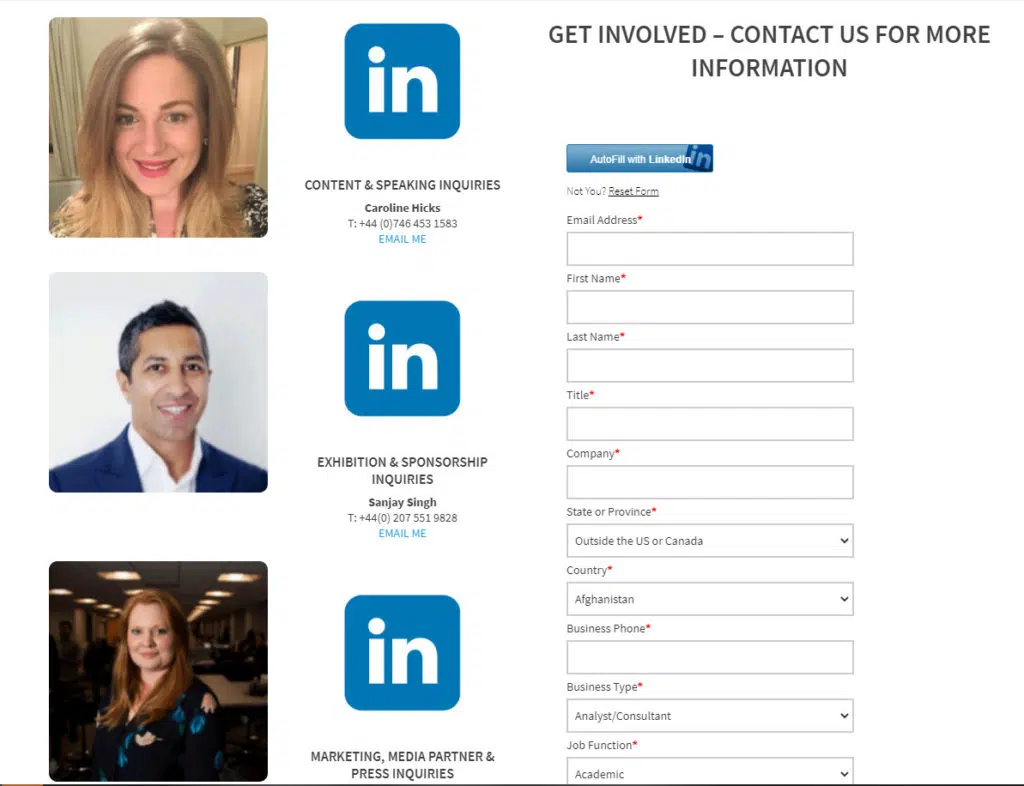 in
CONTENT & SPEAKING INQUIRIES
Caroline Hicks
T: +44 (0)746 453 1583
EMAIL ME
in
EXHIBITION & SPONSORSHIP
INQUIRIES
Sanjay Singh
T: +44(0) 207 551 9828
EMAIL ME
in
MARKETING, MEDIA PARTNER &
PRESS INQUIRIES
GET INVOLVED – CONTACT US FOR MORE
INFORMATION
AutoFill with LinkedIn in
Not You? Reset Form
Email Address*
First Name*
Last Name*
Title*
Company*
State or Province*
Outside the US or Canada
Country*
Afghanistan
Business Phone*
Business Type*
Analyst/Consultant
Job Function*
Academic